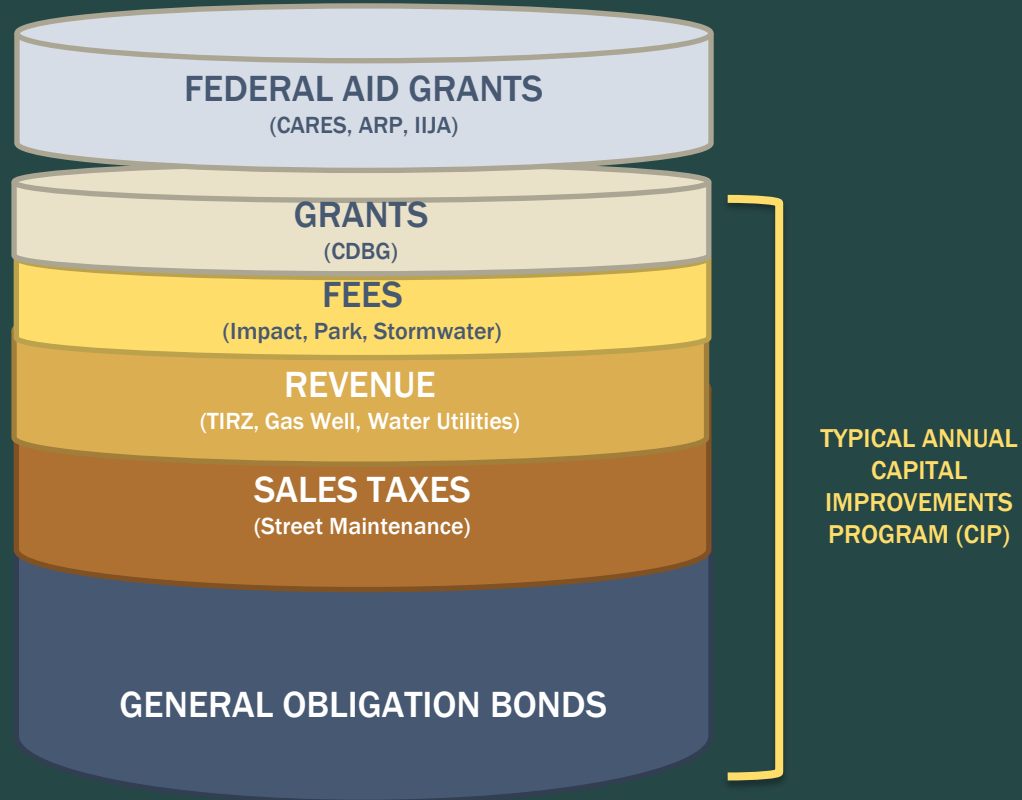 FEDERAL AID GRANTS
(CARES, ARP, IIJA)
GRANTS
(CDBG)
FEES
(Impact, Park, Stormwater)
REVENUE
(TIRZ, Gas Well, Water Utilities)
SALES TAXES
(Street Maintenance)
GENERAL OBLIGATION BONDS
TYPICAL ANNUAL
CAPITAL
IMPROVEMENTS
PROGRAM (CIP)